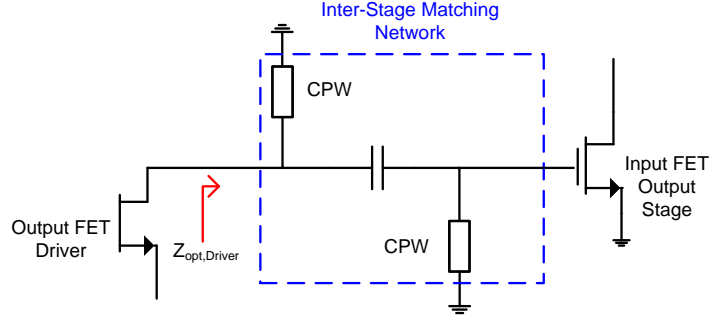 Inter-Stage Matching
Network
CPW
Input FET
Output
Stage
Output FET
Driver
Zopt,Driver
CPW